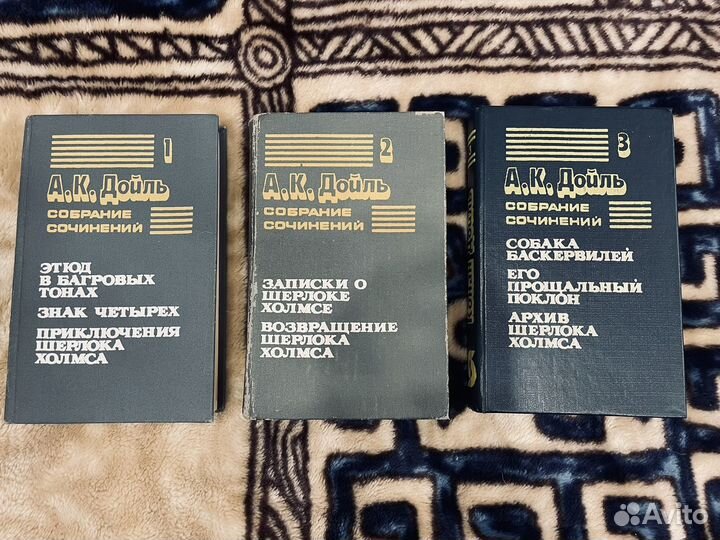 1
А.К. Дойль
СОБРАНИЕ
СОЧИНЕНИЙ
ЭТЮД
В БАГРОВЫХ
ТОНАХ
ЗНАК ЧЕТЫРЕХ
ПРИКЛЮЧЕНИЯ
ШЕРЛОКА
ХОЛМСА
2
А.К. Дойль
СОБРАНИЕ
СОЧИНЕНИЙ
ЗАПИСКИ О
ШЕРЛОКЕ
ХОЛМСЕ
ВОЗВРАЩЕНИЕ
ШЕРЛОКА
ХОЛМСА
3
А.К. Дойль
СОБРАНИЕ
СОЧИНЕНИЙ
СОБАКА
БАСКЕРВИЛЕЙ
ЕГО
ПРОЩАЛЬНЫЙ
ПОКЛОН
АРХИВ
ШЕРЛОКА
ХОЛМСА
Avito